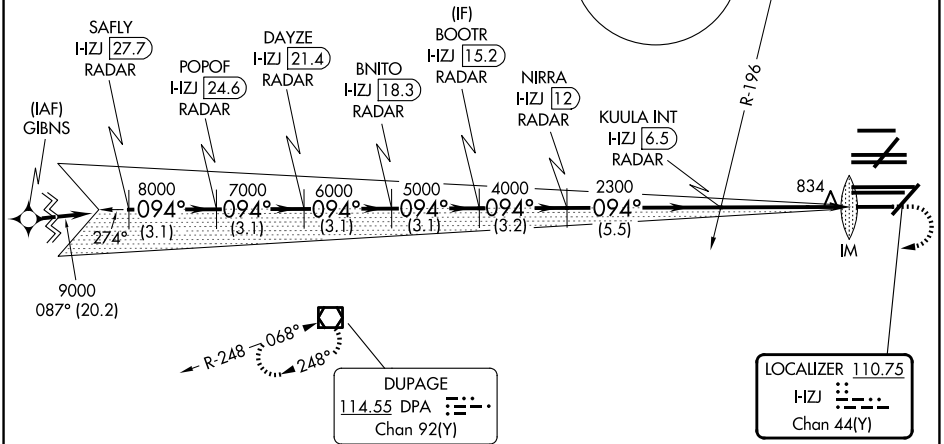 (IAF)
GIBNS
SAFLY
I-IZJ 27.7
RADAR
POPOF
I-IZJ 24.6
RADAR
DAYZE
I-IZJ 21.4
RADAR
BNITO
I-IZJ 18.3
RADAR
(IF)
BOOTR
I-IZJ 15.2
RADAR
NIRRA
I-IZJ 12
RADAR
KUULA INT
I-IZJ 6.5
RADAR
R-196
8000
094°
(3.1)
7000
094°
(3.1)
6000
094°
(3.1)
5000
094°
(3.1)
4000
094°
(3.2)
2300
094°
(5.5)
834
IM
274°
9000
087° (20.2)
R-248
068°
248°
DUPAGE
114.55 DPA
Chan 92(Y)
LOCALIZER 110.75
I-IZJ
Chan 44(Y)